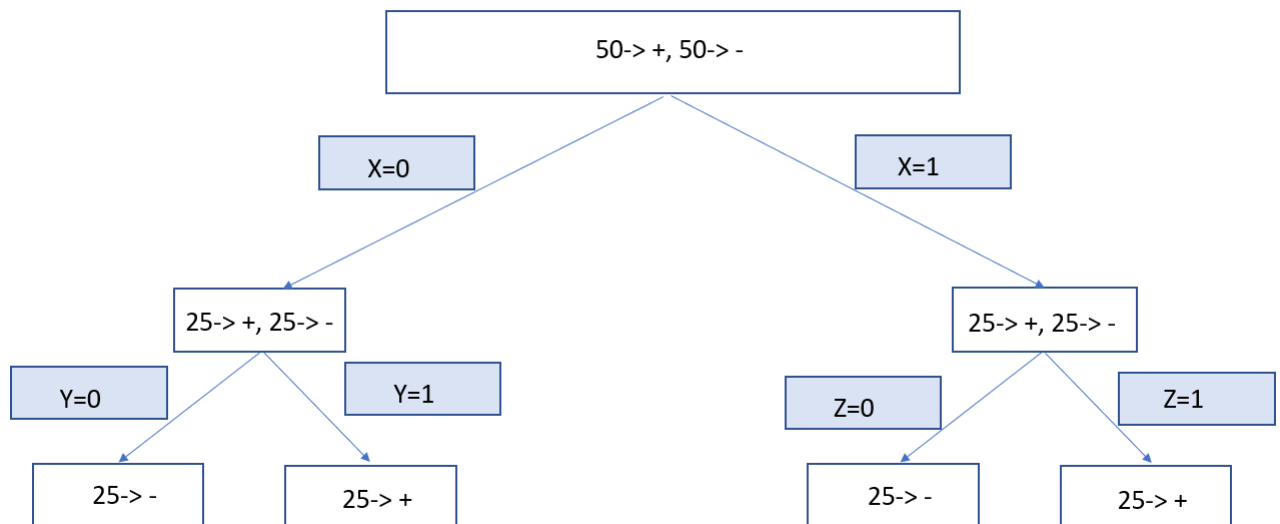 50-> +, 50-> -
X=0
X=1
25-> +, 25-> -
25-> +, 25-> -
Y=0
Y=1
Z=0
Z=1
25-> -
25-> +
25-> -
25-> +